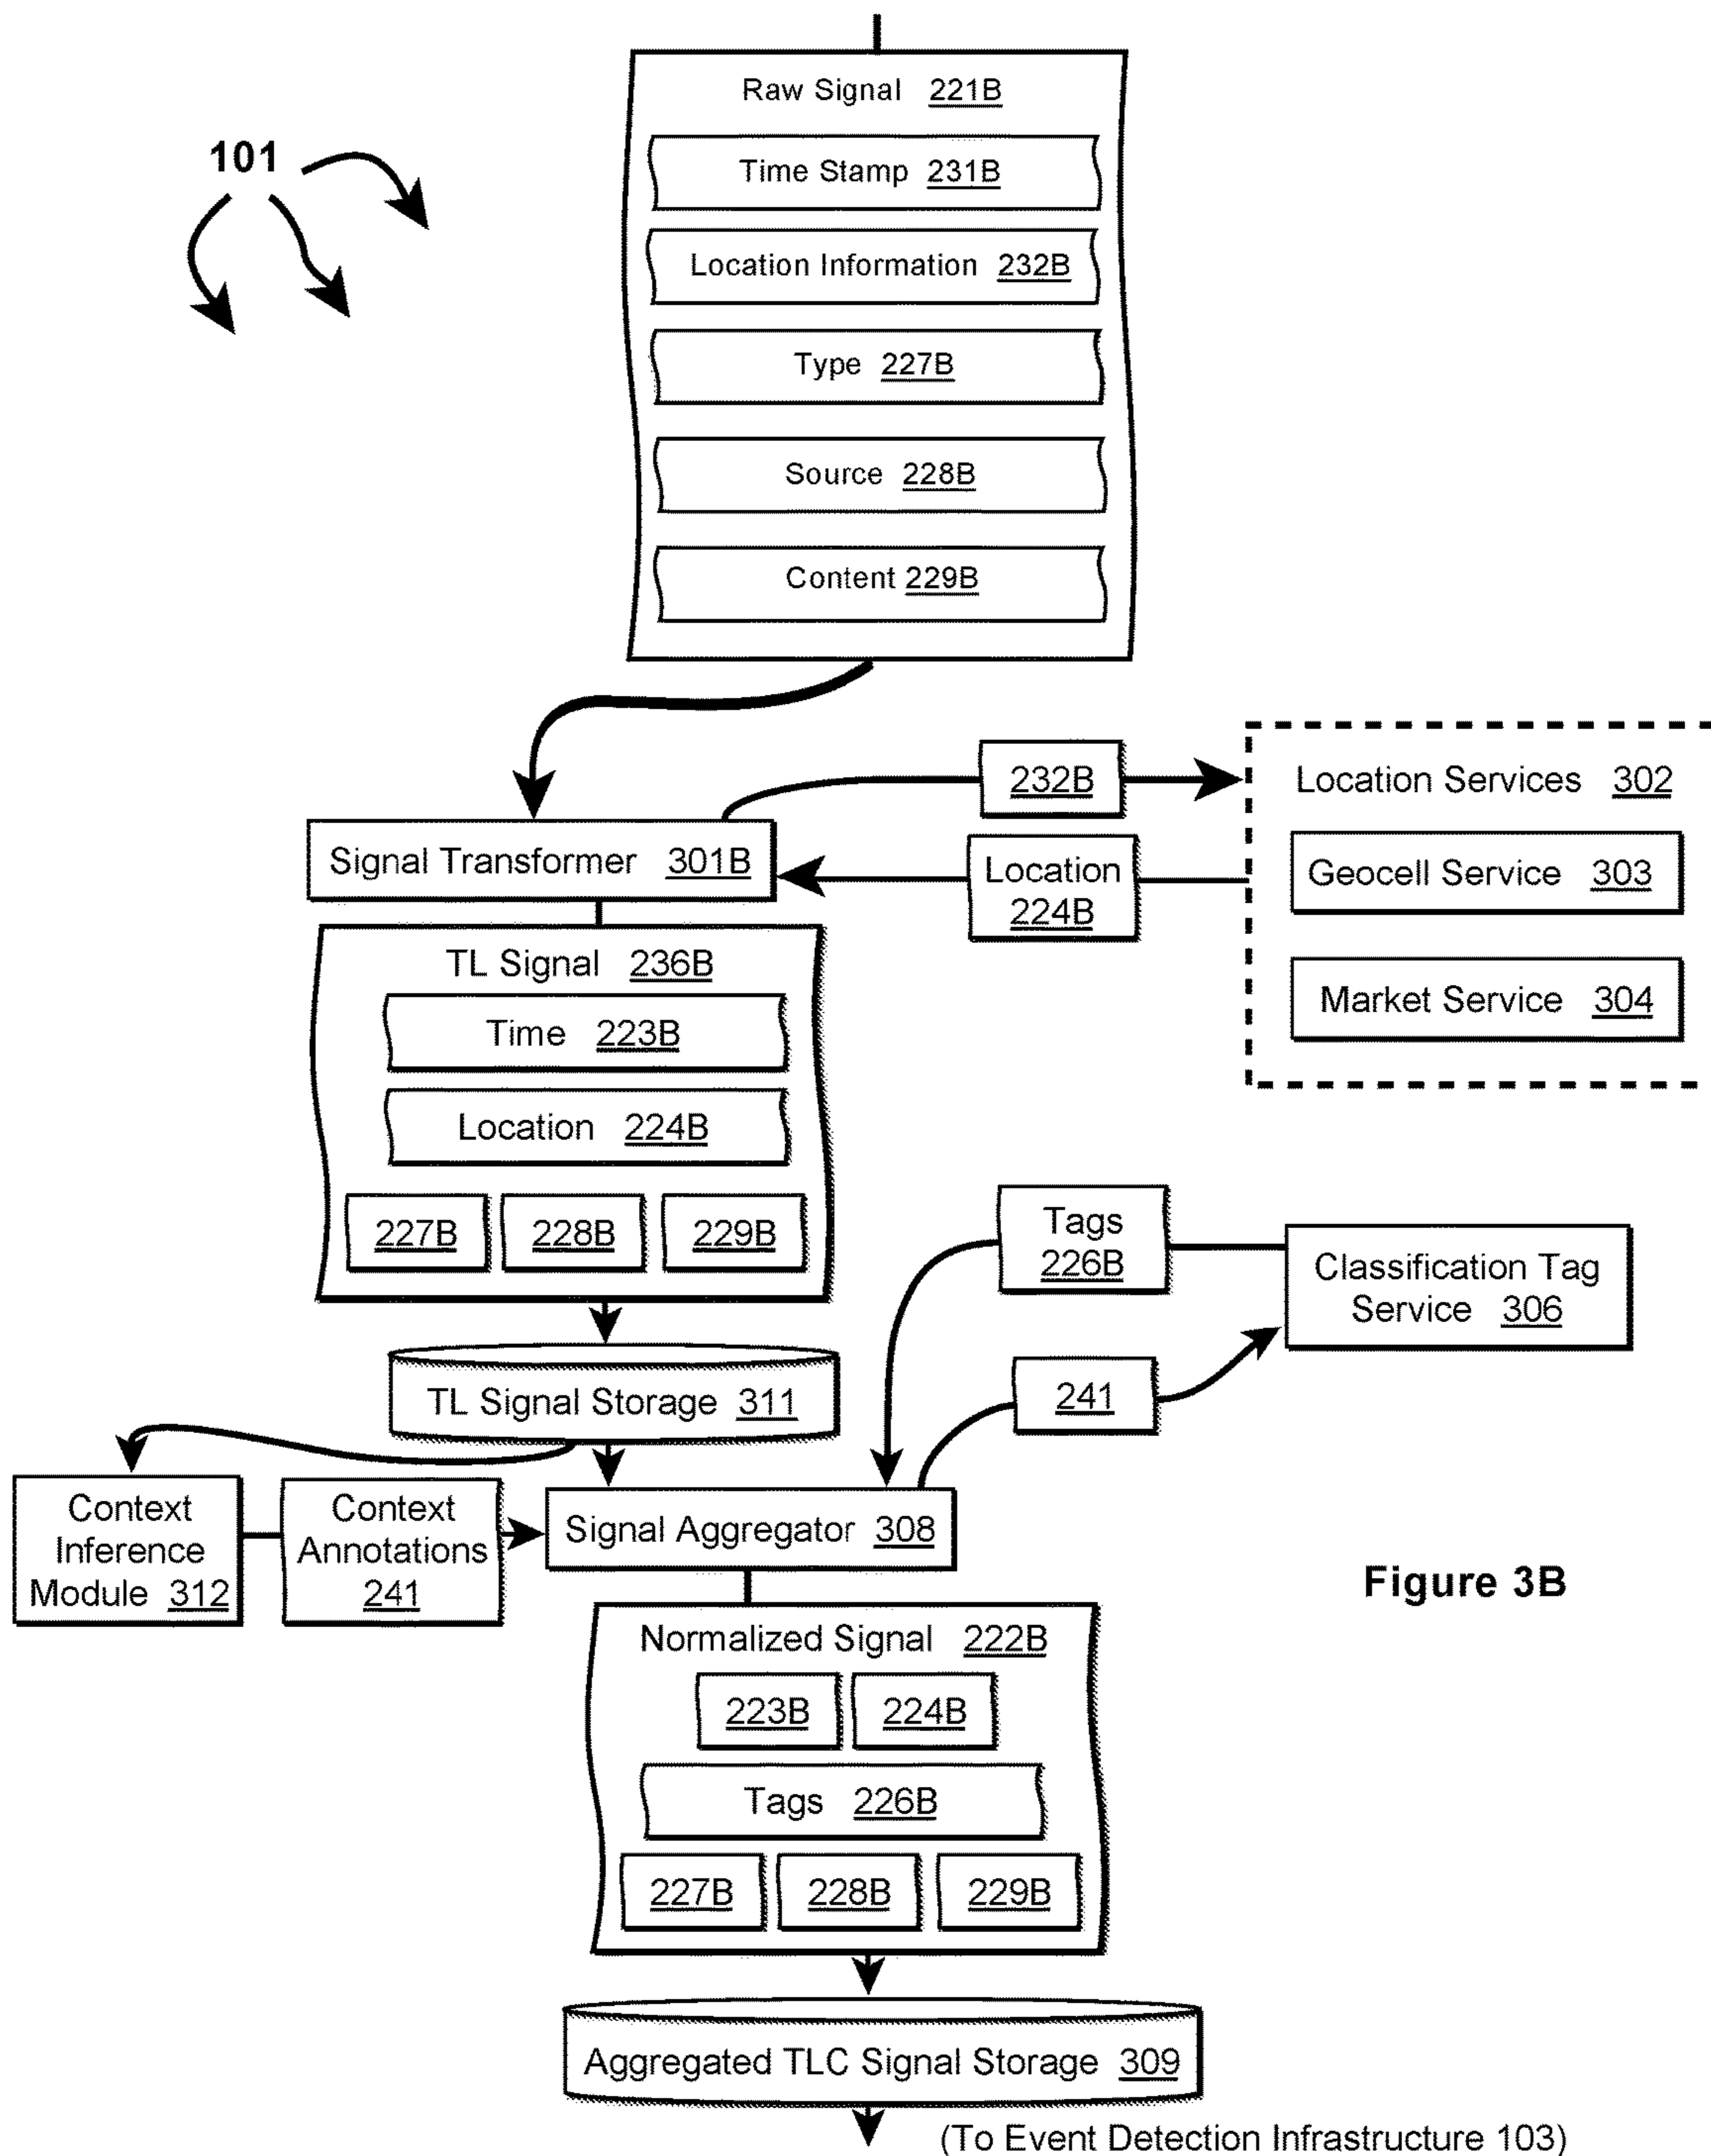 Raw Signal 221B
101
Time Stamp 231B
Location Information 232B
Type 227B
Source 228B
Content 229B
232B
Location Services 302
Signal Transformer 301B
Location
224B
Geocell Service 303
TL Signal 236B
Market Service 304
Time 223B
Location 224B
227B 228B 229B
Tags
226B
Classification Tag
Service 306
TL Signal Storage 311
241
Context
Inference
Module 312
Context
Annotations
241
Signal Aggregator 308
Figure 3B
Normalized Signal 222B
223B 224B
Tags 226B
227B 228B 229B
Aggregated TLC Signal Storage 309
(To Event Detection Infrastructure 103)